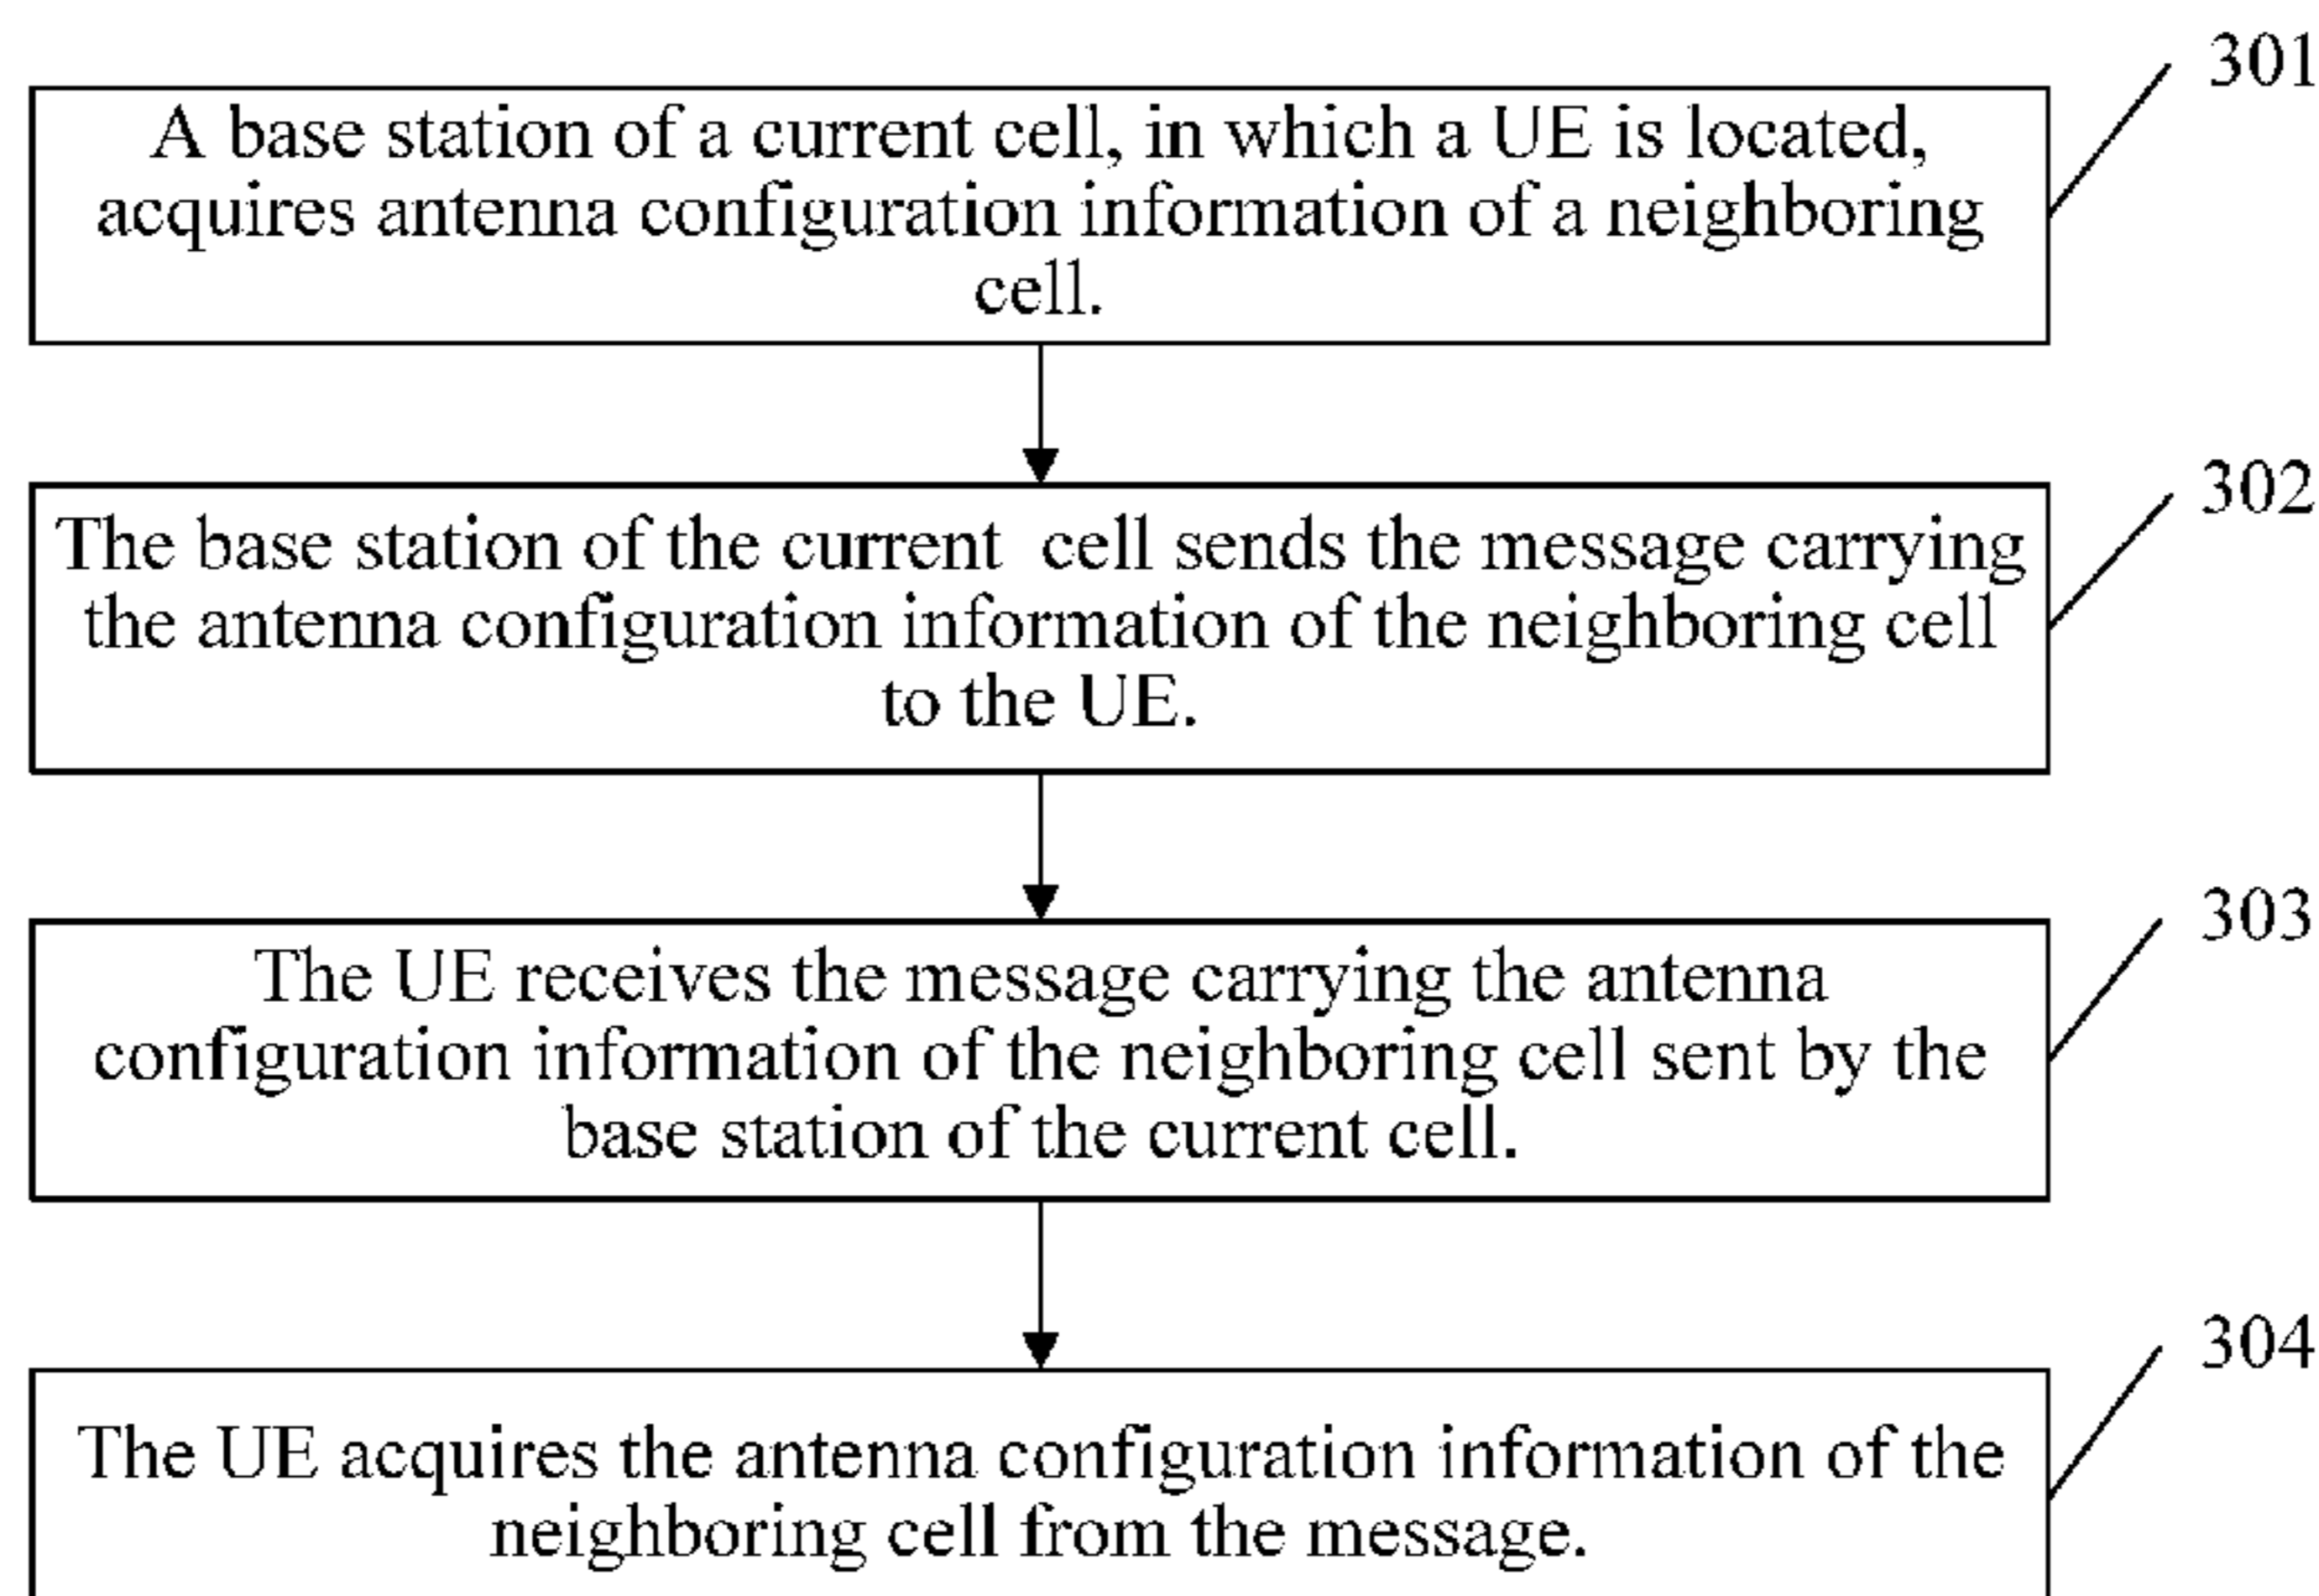 301
A base station of a current cell, in which a UE is located,
acquires antenna configuration information of a neighboring
cell.
302
The base station of the current cell sends the message carrying
the antenna configuration information of the neighboring cell
to the UE.
303
The UE receives the message carrying the antenna
configuration information of the neighboring cell sent by the
base station of the current cell.
304
The UE acquires the antenna configuration information of the
neighboring cell from the message.